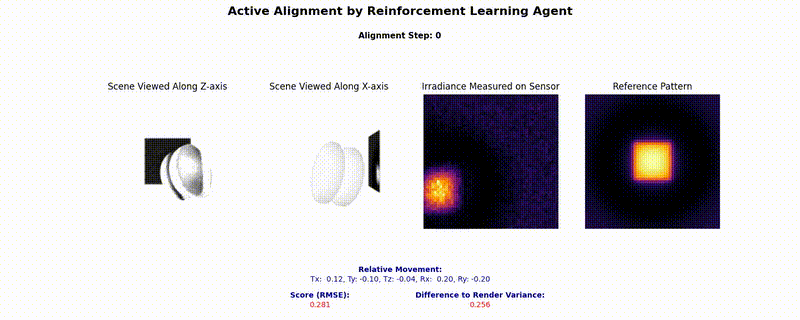 Active Alignment by Reinforcement Learning Agent
Alignment Step: 0
Scene Viewed Along Z-axis
Scene Viewed Along X-axis
Irradiance Measured on Sensor
Reference Pattern
Relative Movement:
Tx:  0.12, Ty: -0.10, Tz: -0.04, Rx:  0.20, Ry: -0.20
Score (RMSE):
0.281
Difference to Render Variance:
0.256